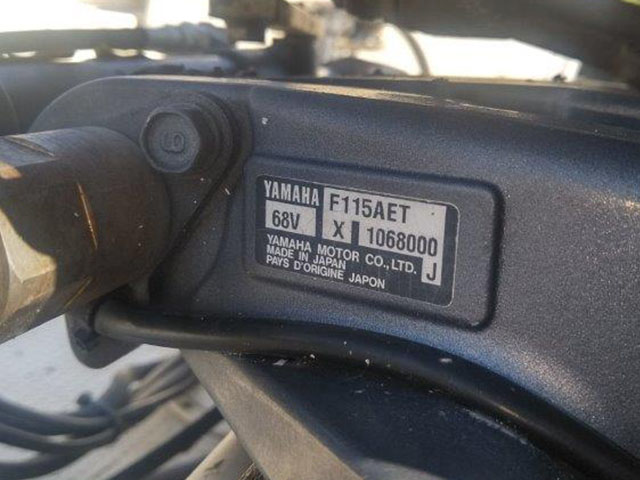 YAMAHA F115AET
68V X 1068000
YAMAHA MOTOR CO., LTD.
MADE IN JAPAN J
PAYS D'ORIGINE JAPON